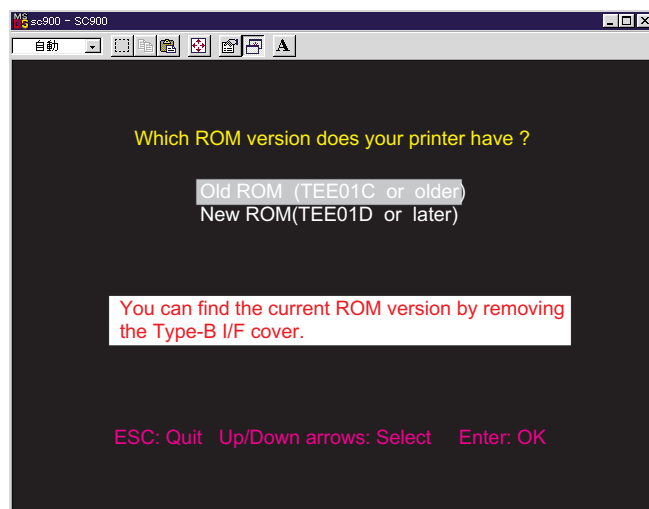 sc900 - SC900
自動
A
Which ROM version does your printer have ?
Old ROM (TEE01C or older)
New ROM(TEE01D or later)
You can find the current ROM version by removing
the Type-B I/F cover.
ESC: Quit Up/Down arrows: Select Enter: OK